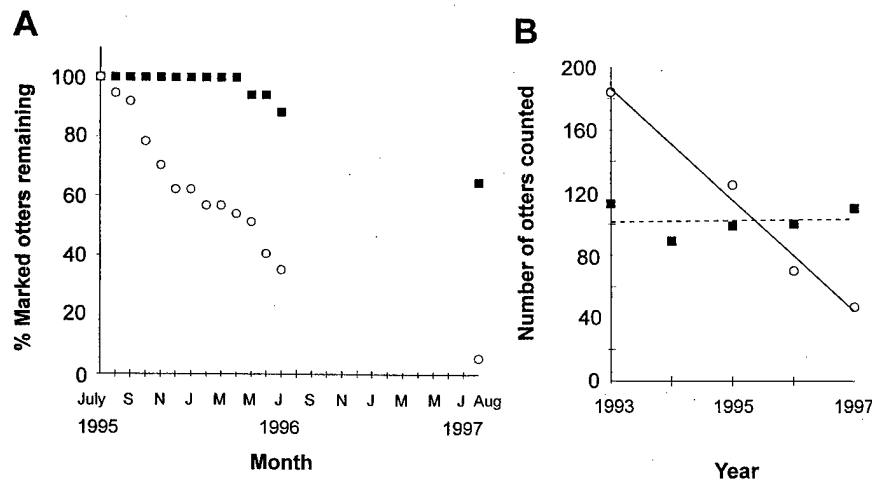 A
% Marked otters remaining
100
80
60
40
20
0
July S N J M M J S N J M M J Aug
1995 1996 1997
Month
B
Number of otters counted
200
160
120
80
40
0
1993 1995 1997
Year